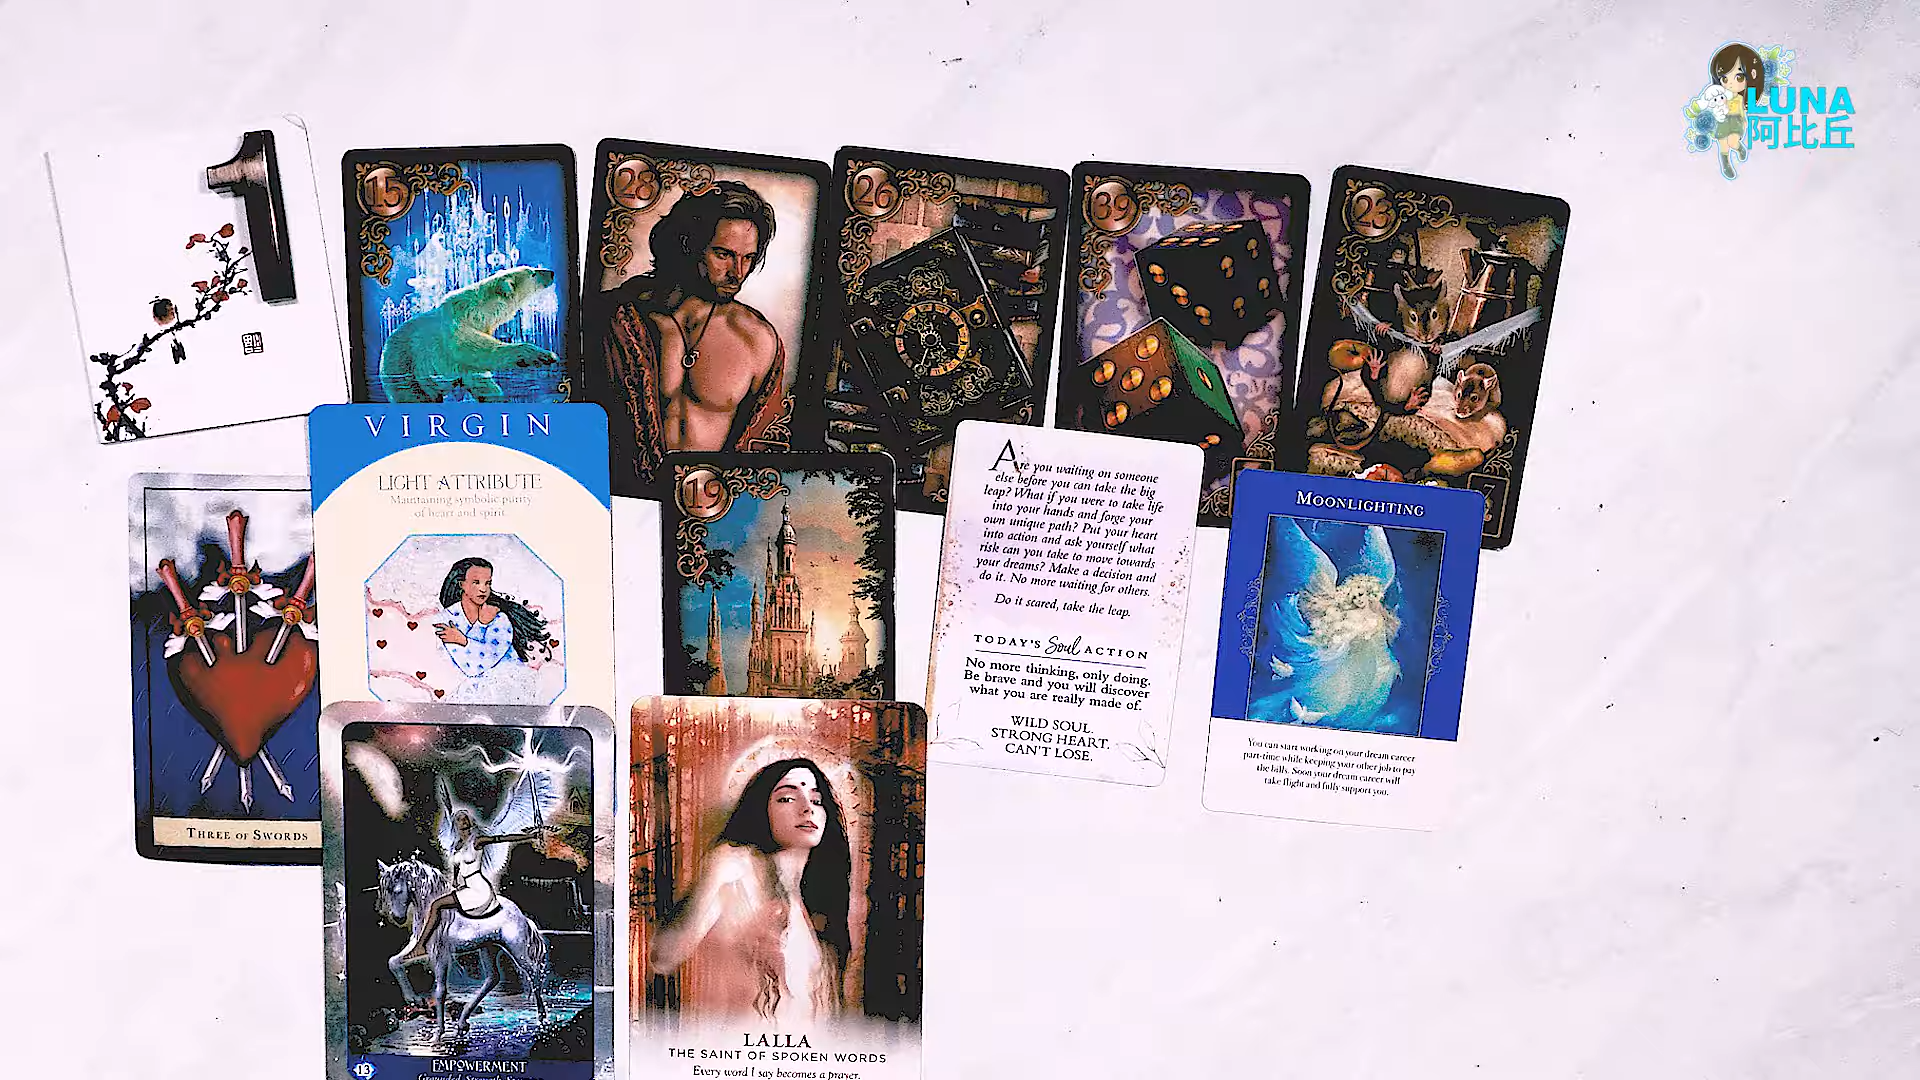 LUNA
阿比丘
1
15
28
26
39
23
VIRGIN
LIGHT ATTRIBUTE
Maintaining symbolic purity
of heart and spirit.
19
Are you waiting on someone
else before you can take the big
leap? What if you were to take life
into your hands and forge your
own unique path? Put your heart
into action and ask yourself what
risk can you take to move towards
your dreams? Make a decision and
do it. No more waiting for others.
Do it scared, take the leap.
TODAY'S Soul ACTION
No more thinking, only doing.
Be brave and you will discover
what you are really made of.
WILD SOUL.
STRONG HEART.
CAN'T LOSE.
MOONLIGHTING
You can start working on your dream career
part-time while keeping your other job to pay
the bills. Soon your dream career will
take flight and fully support you.
THREE OF SWORDS
13
EMPOWERMENT
LALLA
THE SAINT OF SPOKEN WORDS
Every word I say becomes a prayer.